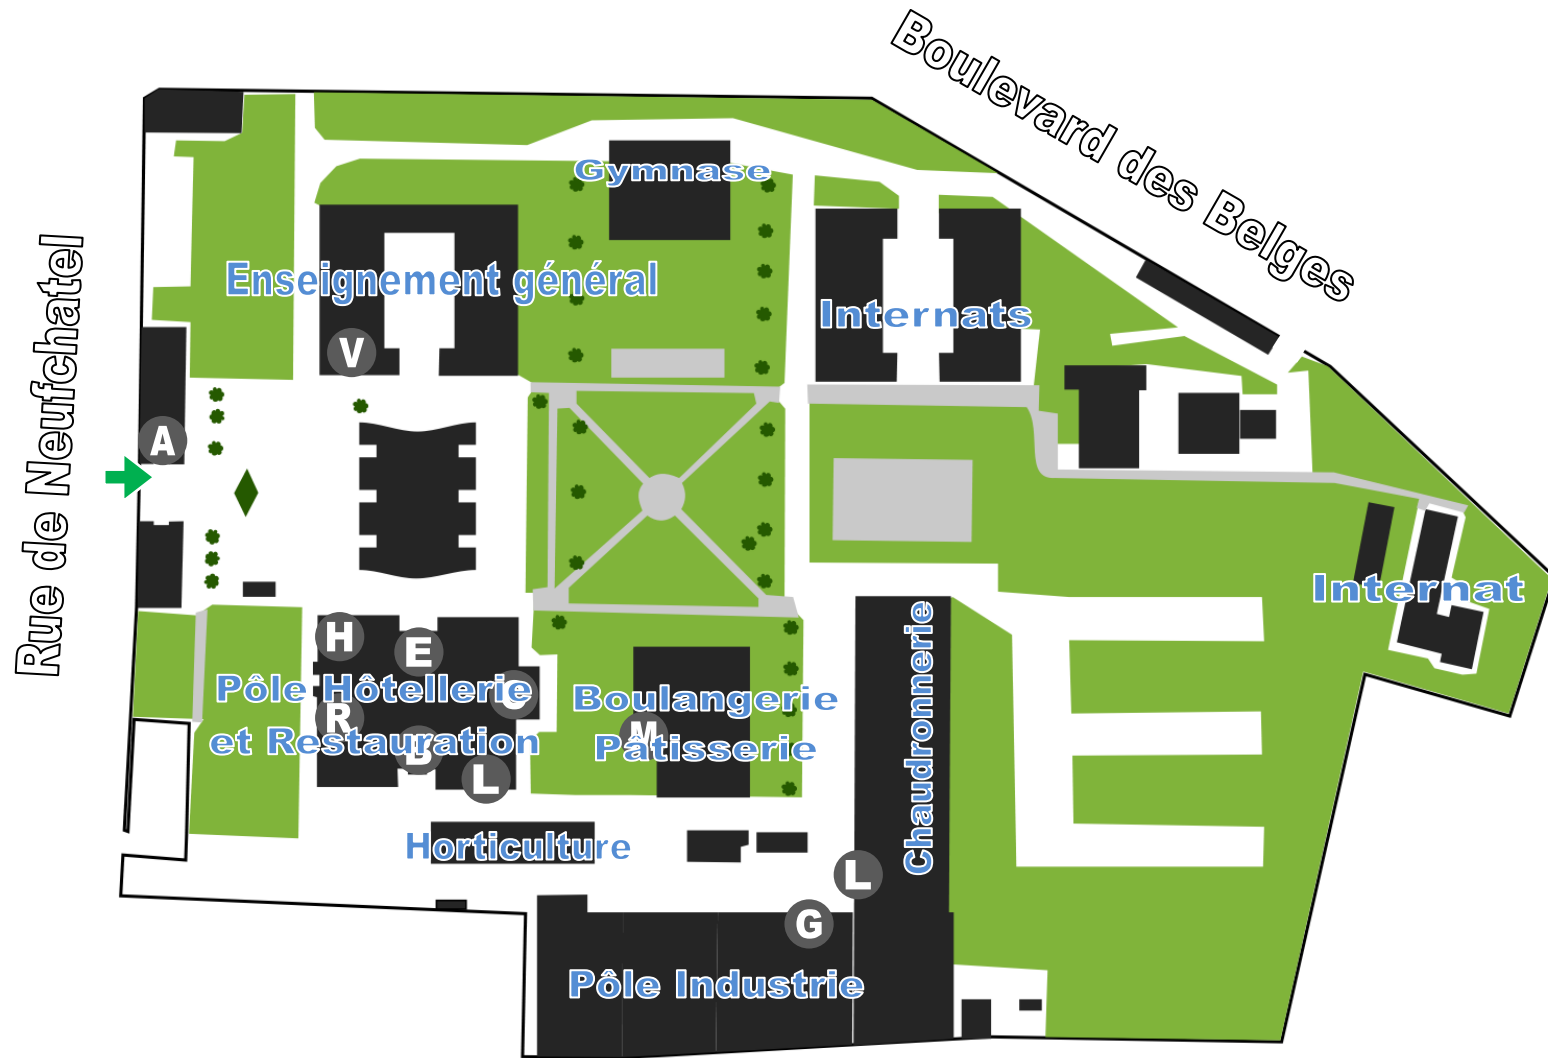 Boulevard des Belges
Rue de Neufchatel
Gymnase
Enseignement général
Internats
V
A
Internat
H
E
Pôle Hôtellerie
C
R
et Restauration
B
L
Boulangerie
M
Pâtisserie
Chaudronnerie
Horticulture
L
G
Pôle Industrie